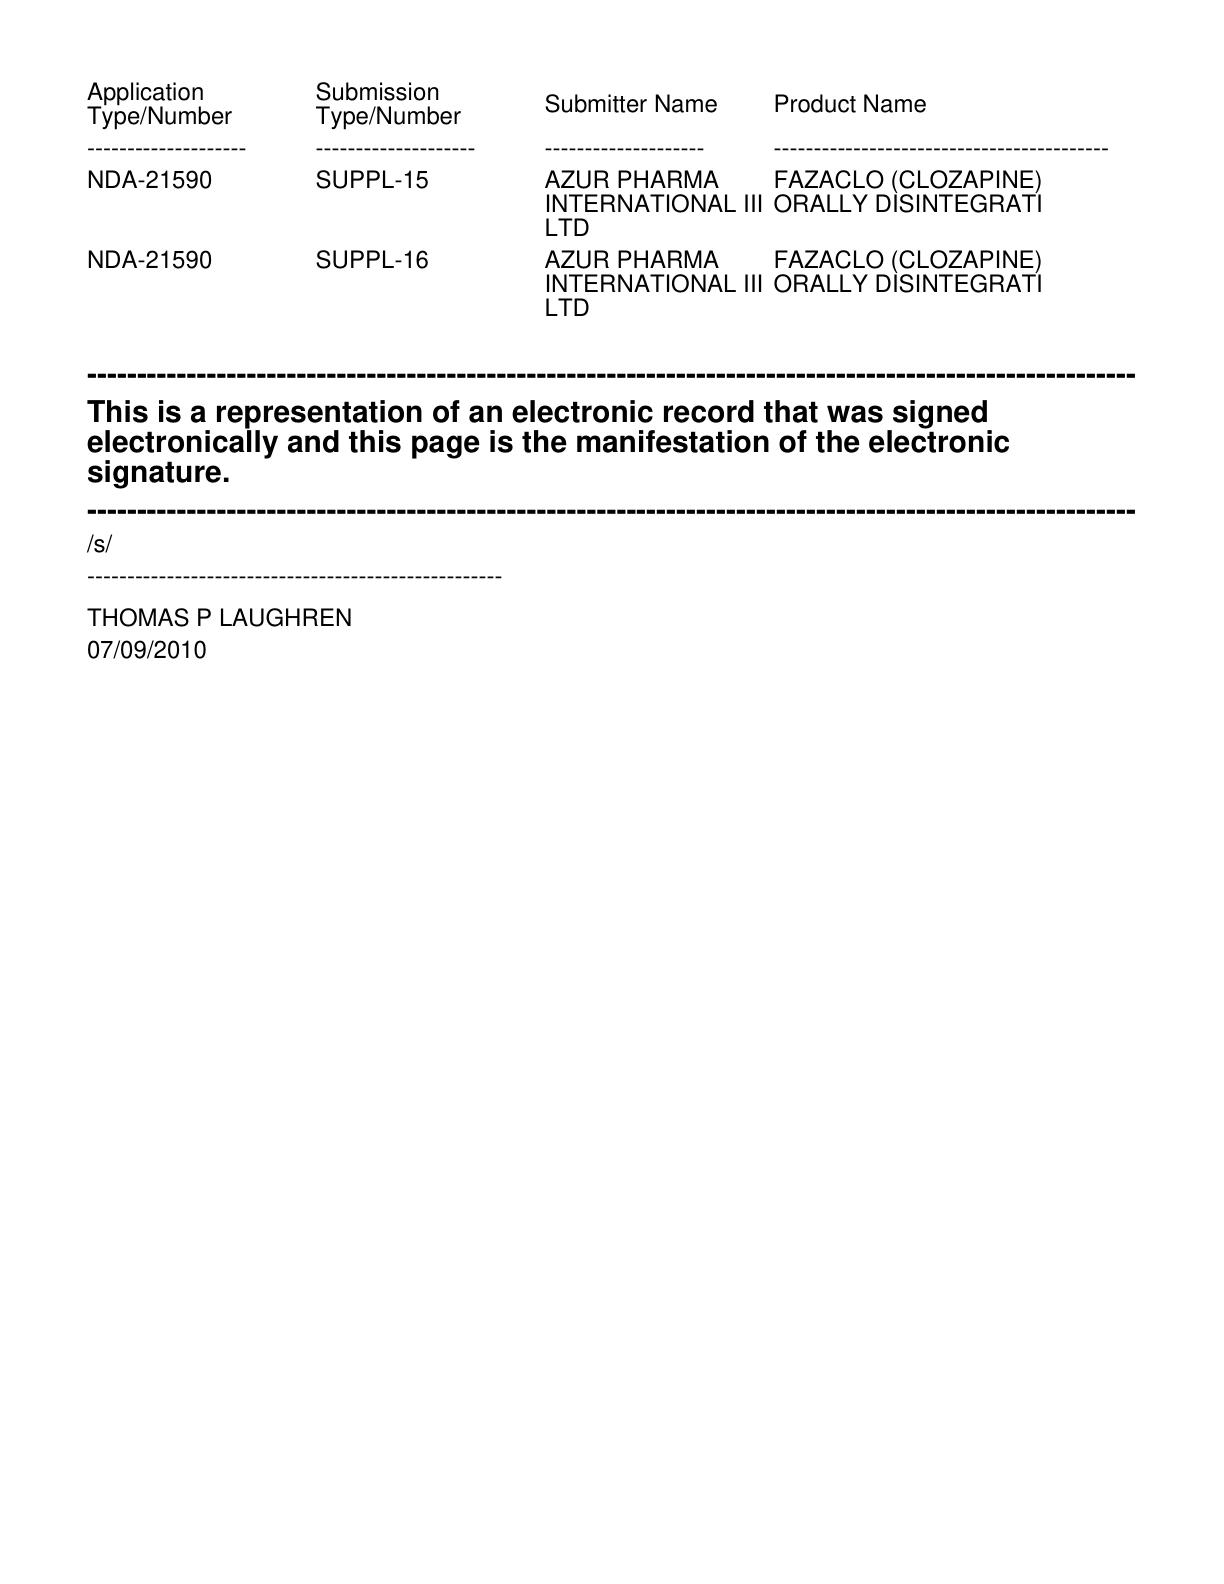 Application Type/Number	Submission Type/Number	Submitter Name	Product Name
--------------------	--------------------	--------------------	------------------------------------------
NDA-21590	SUPPL-15	AZUR PHARMA	FAZACLO (CLOZAPINE)
INTERNATIONAL III	ORALLY DISINTEGRATI
LTD
NDA-21590	SUPPL-16	AZUR PHARMA	FAZACLO (CLOZAPINE)
INTERNATIONAL III	ORALLY DISINTEGRATI
LTD
---------------------------------------------------------------------------------------------------------
This is a representation of an electronic record that was signed
electronically and this page is the manifestation of the electronic
signature.
---------------------------------------------------------------------------------------------------------
/s/
----------------------------------------------------
THOMAS P LAUGHREN
07/09/2010